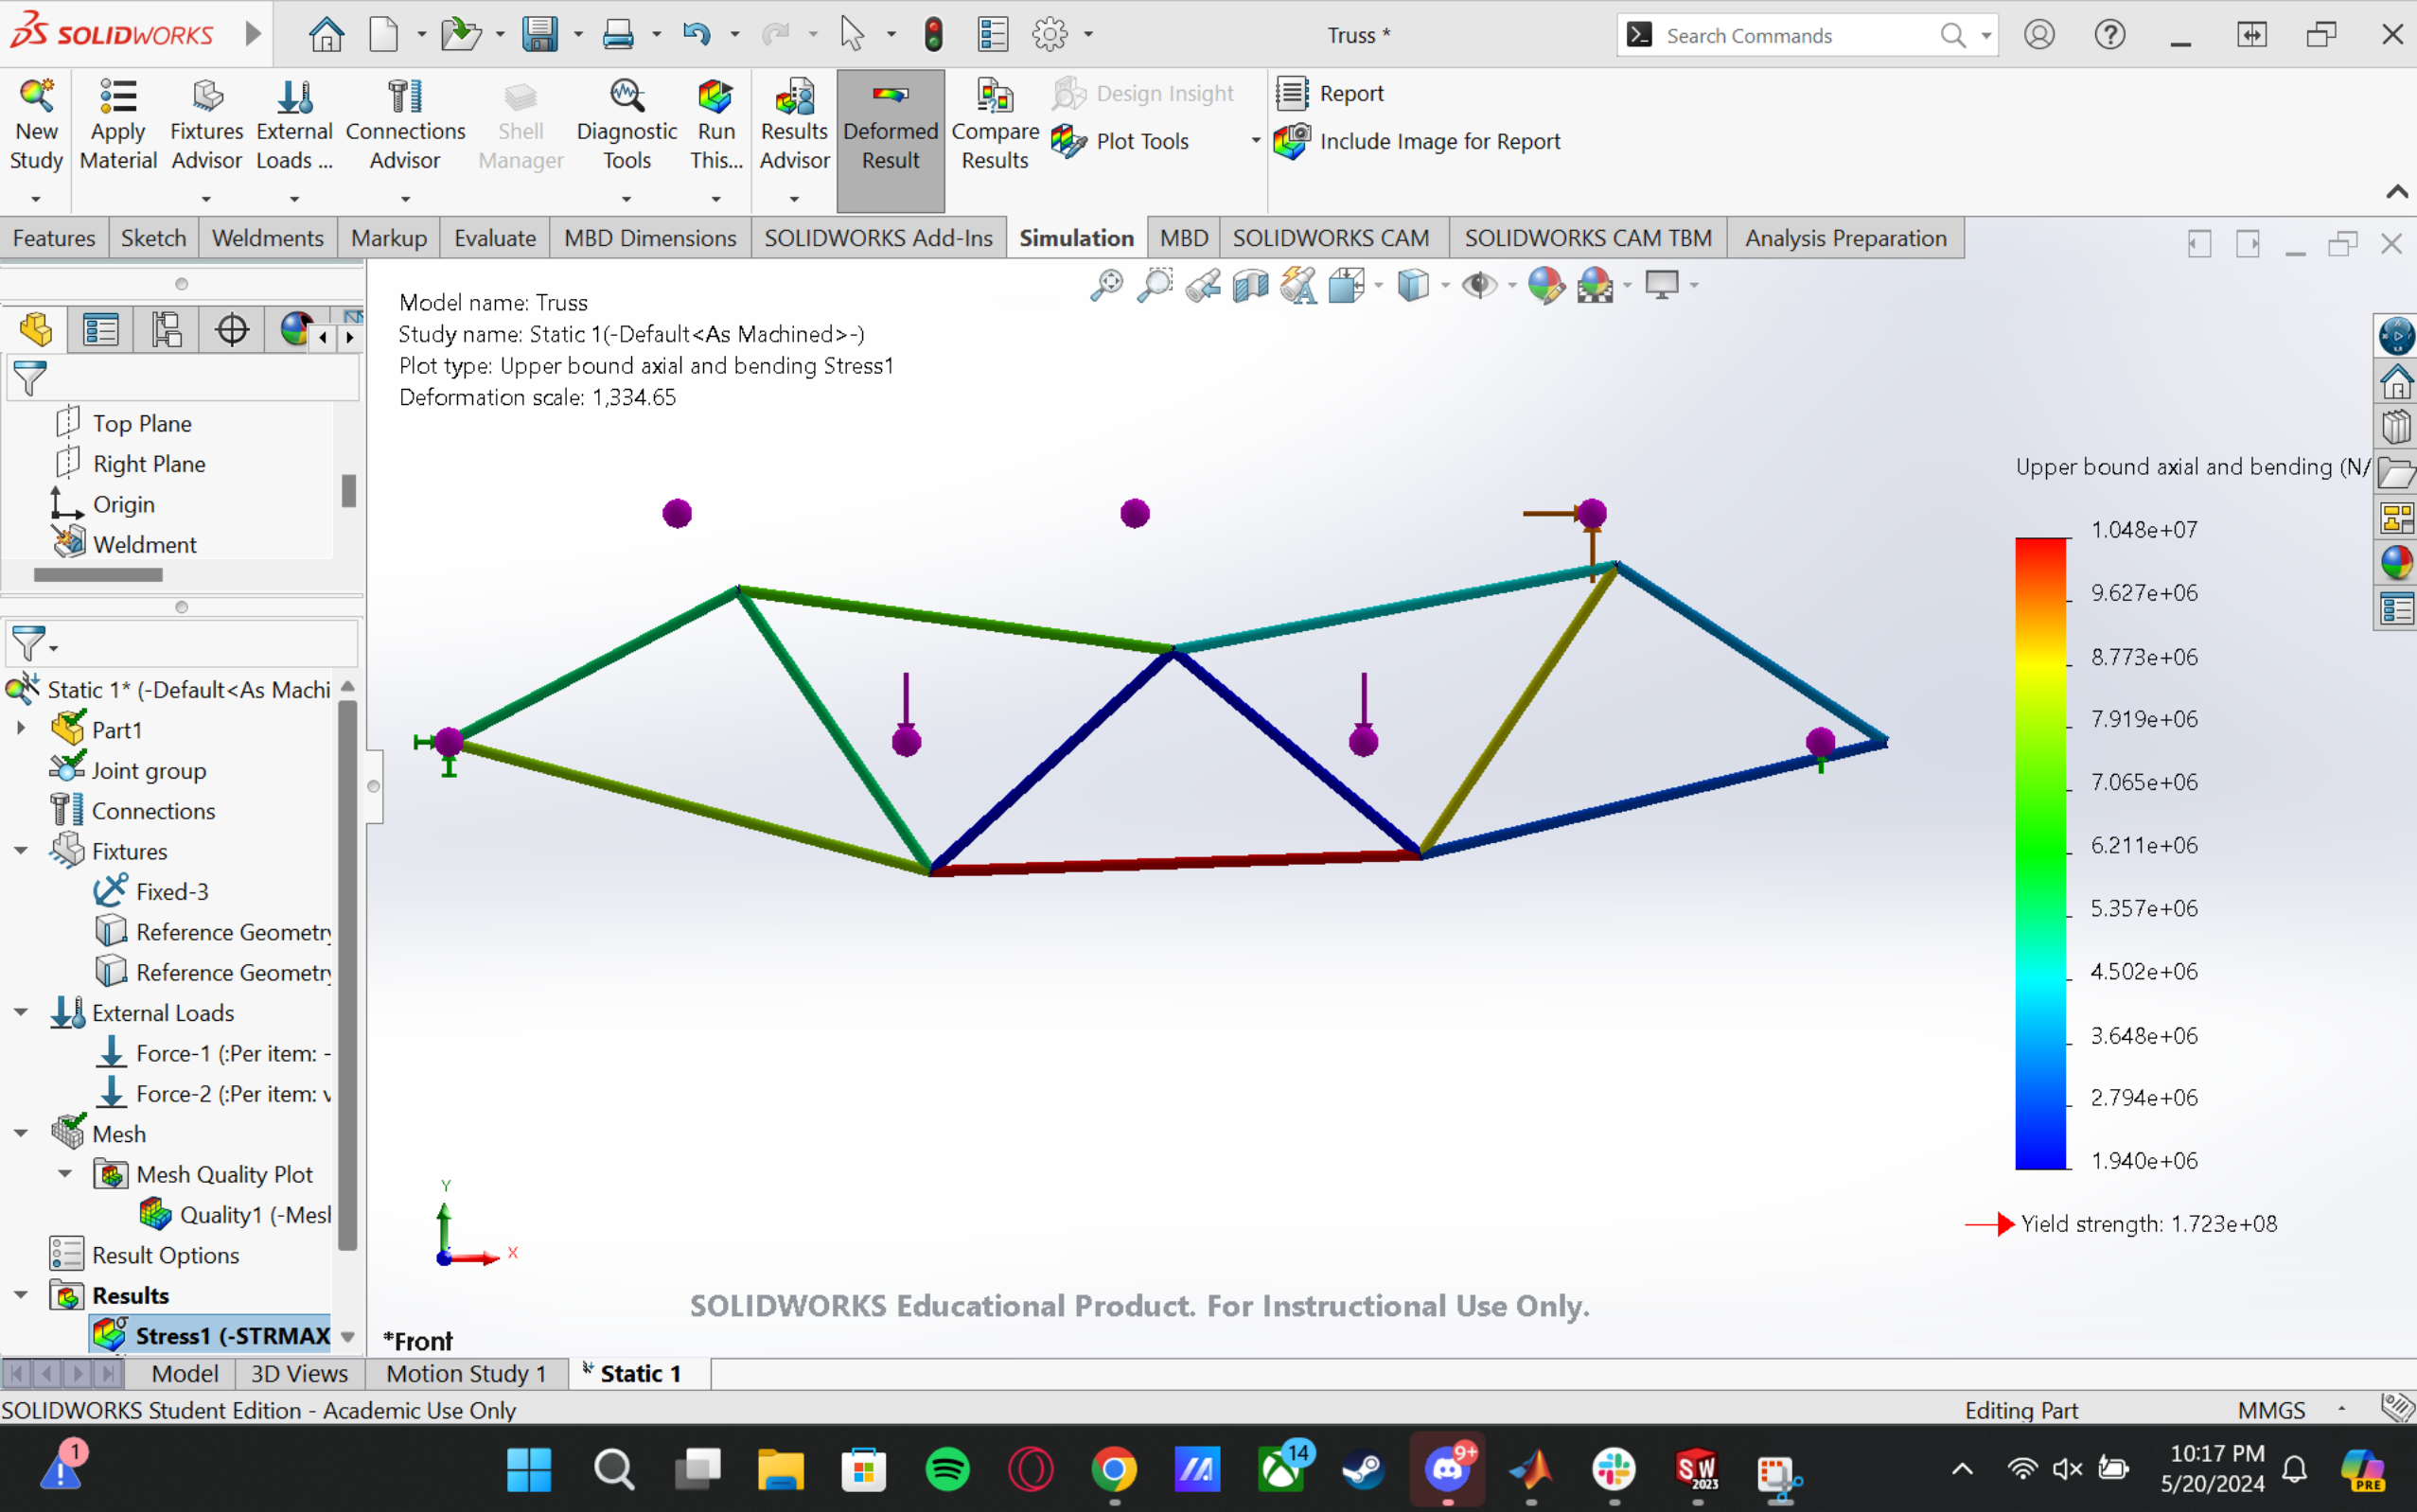 SOLIDWORKS
Truss *
Search Commands
New Study
Apply Material
Fixtures Advisor
External Loads ...
Connections Advisor
Shell Manager
Diagnostic Tools
Run This...
Results Advisor
Deformed Result
Compare Results
Design Insight
Plot Tools
Report
Include Image for Report
Features
Sketch
Weldments
Markup
Evaluate
MBD Dimensions
SOLIDWORKS Add-Ins
Simulation
MBD
SOLIDWORKS CAM
SOLIDWORKS CAM TBM
Analysis Preparation
Top Plane
Right Plane
Origin
Weldment
Static 1* (-Default<As Machi
Part1
Joint group
Connections
Fixtures
Fixed-3
Reference Geometry
Reference Geometry
External Loads
Force-1 (:Per item: -
Force-2 (:Per item: v
Mesh
Mesh Quality Plot
Quality1 (-Mesl
Result Options
Results
Stress1 (-STRMAX
Model name: Truss
Study name: Static 1(-Default<As Machined>-)
Plot type: Upper bound axial and bending Stress1
Deformation scale: 1,334.65
Upper bound axial and bending (N/
1.048e+07
9.627e+06
8.773e+06
7.919e+06
7.065e+06
6.211e+06
5.357e+06
4.502e+06
3.648e+06
2.794e+06
1.940e+06
Yield strength: 1.723e+08
Y
X
SOLIDWORKS Educational Product. For Instructional Use Only.
*Front
Model
3D Views
Motion Study 1
Static 1
SOLIDWORKS Student Edition - Academic Use Only
Editing Part
MMGS
1
14
9+
SW
2023
10:17 PM
5/20/2024
PRE